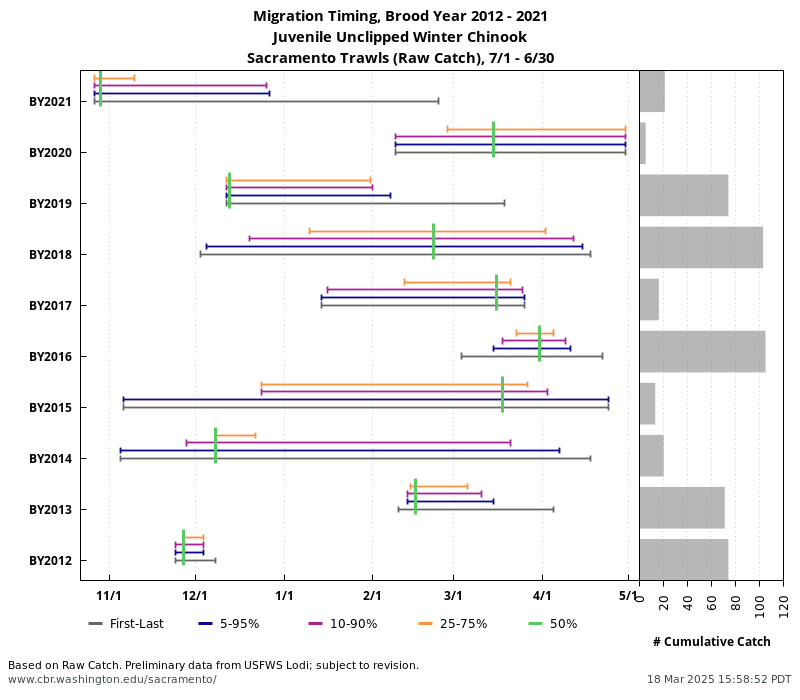 Migration Timing, Brood Year 2012 - 2021
Juvenile Unclipped Winter Chinook
Sacramento Trawls (Raw Catch), 7/1 - 6/30
BY2021
BY2020
BY2019
BY2018
BY2017
BY2016
BY2015
BY2014
BY2013
BY2012
11/1 12/1 1/1 2/1 3/1 4/1 5/1
0 20 40 60 80 100 120
First-Last 5-95% 10-90% 25-75% 50%
# Cumulative Catch
Based on Raw Catch. Preliminary data from USFWS Lodi; subject to revision.
www.cbr.washington.edu/sacramento/
18 Mar 2025 15:58:52 PDT